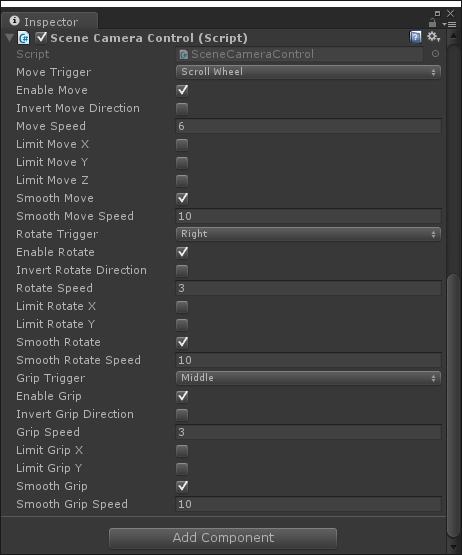 Inspector
Scene Camera Control (Script)
Script SceneCameraControl
Move Trigger Scroll Wheel
Enable Move
Invert Move Direction
Move Speed 6
Limit Move X
Limit Move Y
Limit Move Z
Smooth Move
Smooth Move Speed 10
Rotate Trigger Right
Enable Rotate
Invert Rotate Direction
Rotate Speed 3
Limit Rotate X
Limit Rotate Y
Smooth Rotate
Smooth Rotate Speed 10
Grip Trigger Middle
Enable Grip
Invert Grip Direction
Grip Speed 3
Limit Grip X
Limit Grip Y
Smooth Grip
Smooth Grip Speed 10
Add Component